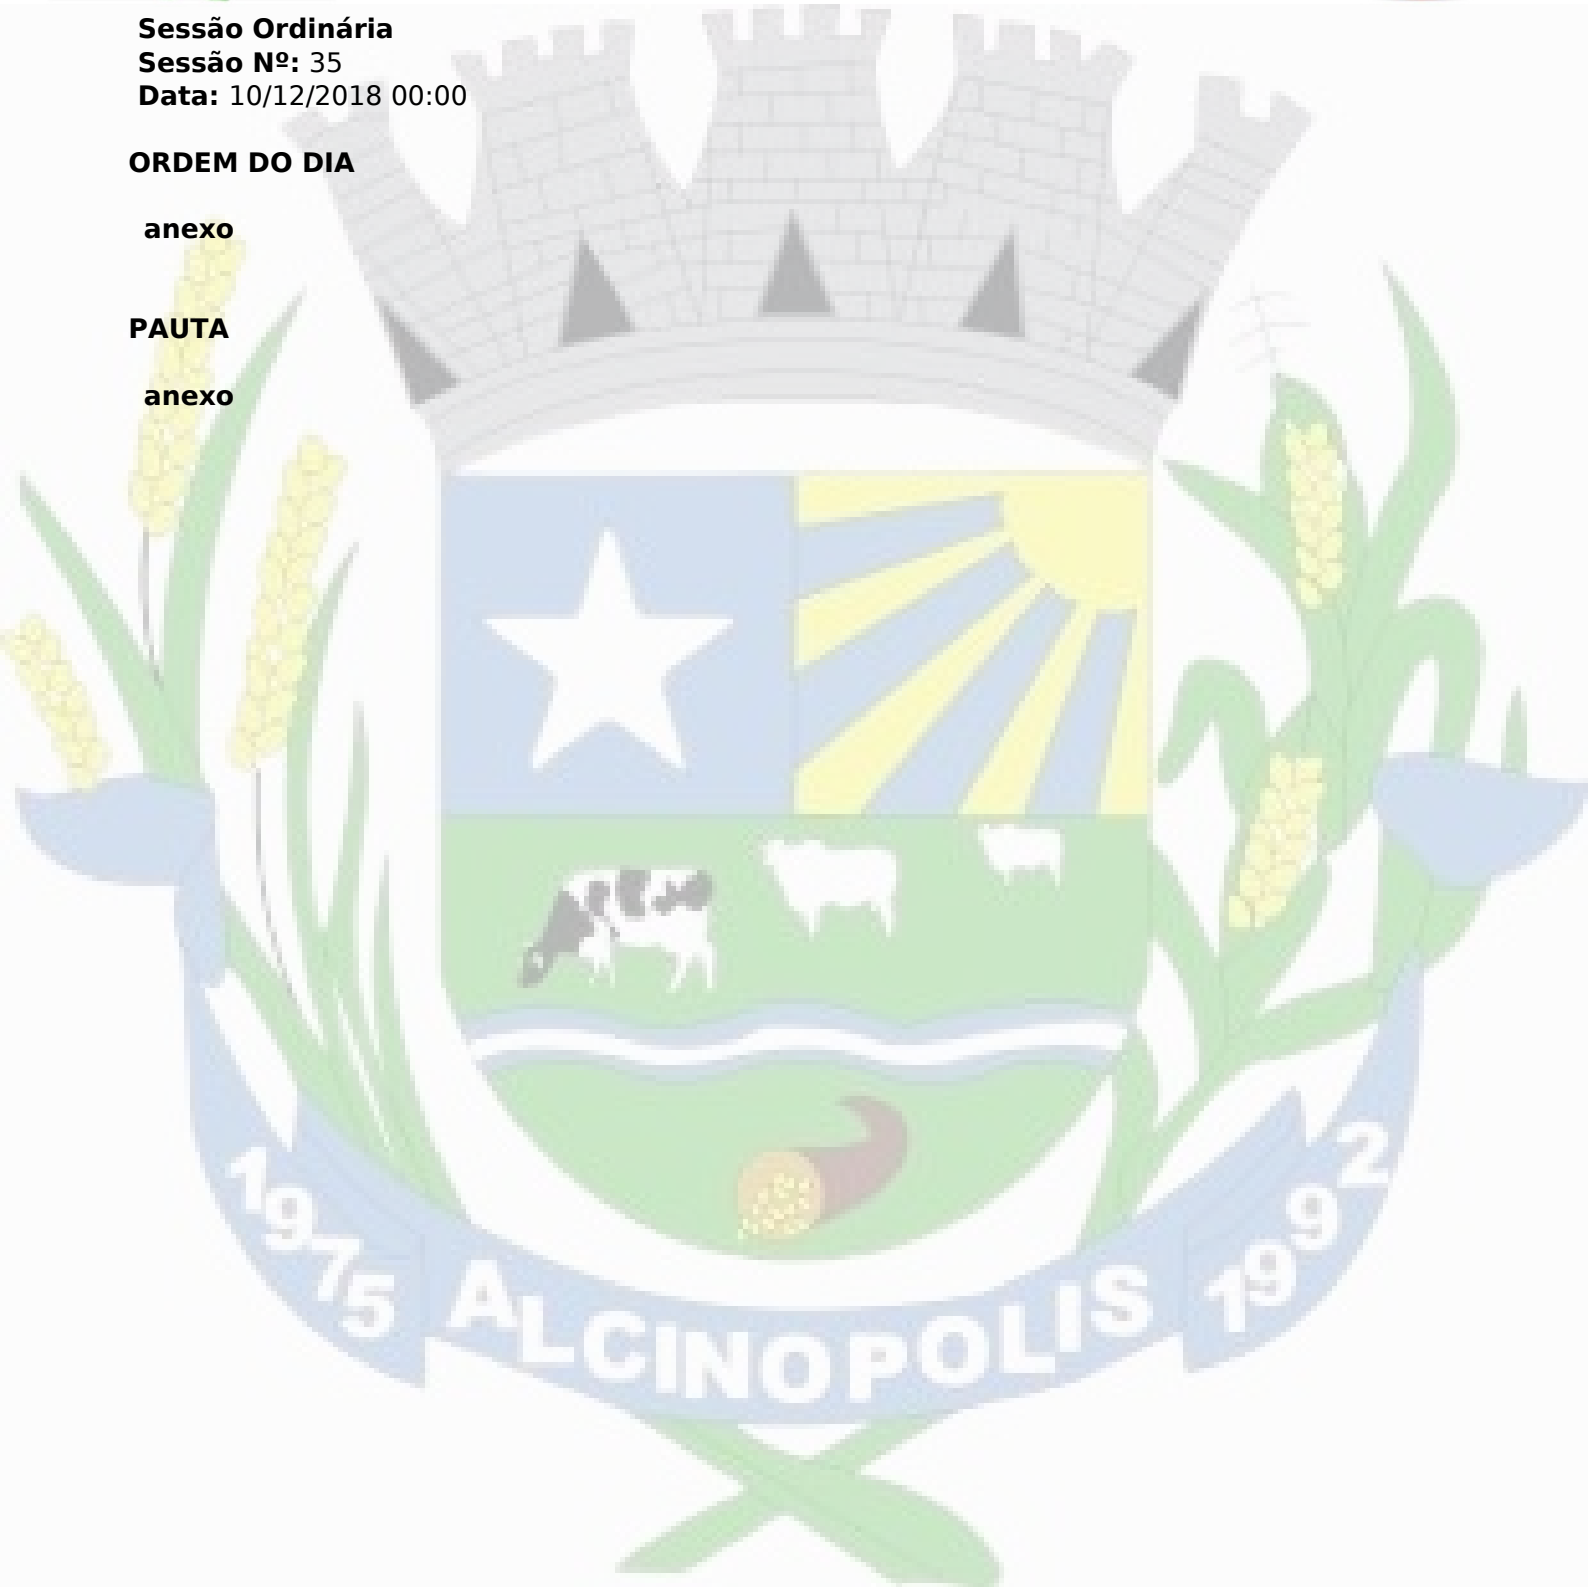 Sessão Ordinária
Sessão Nº: 35
Data: 10/12/2018 00:00
ORDEM DO DIA
anexo
PAUTA
anexo
1975 ALCINOPOLIS 1992